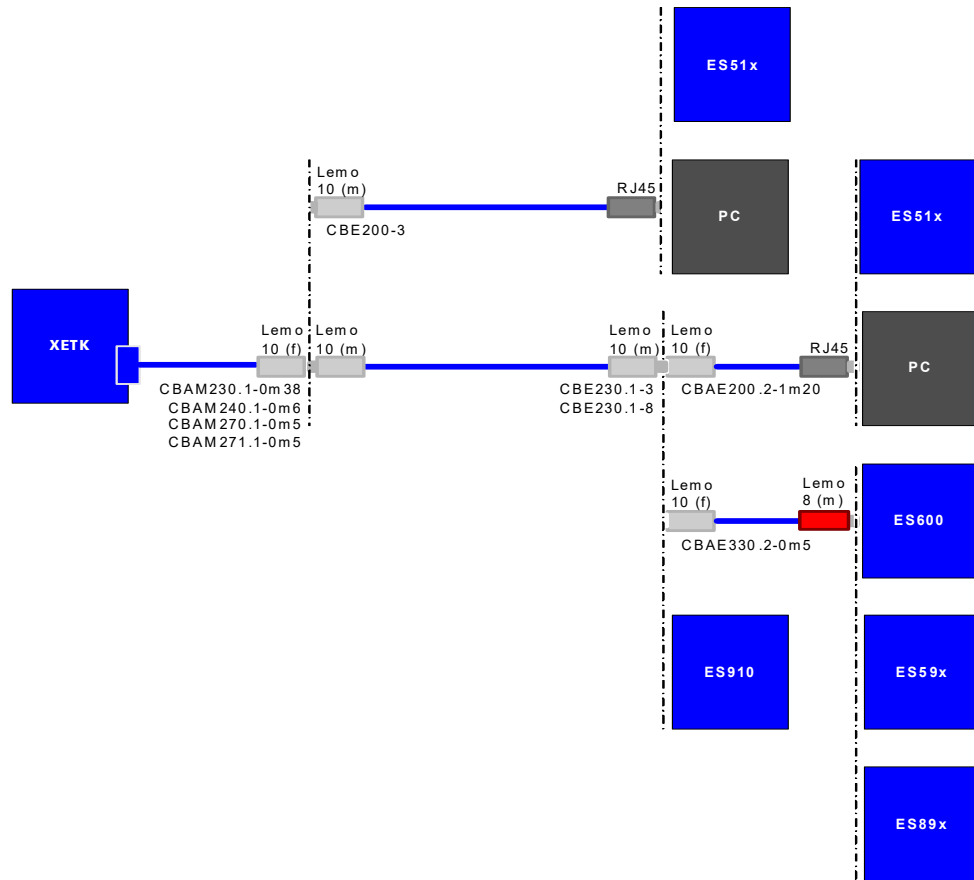 ES51x
Lemo
10 (m)
RJ45
PC
ES51x
CBE200-3
XETK
Lemo
10 (f)
Lemo
10 (m)
Lemo
10 (m)
Lemo
10 (f)
RJ45
PC
CBAM230.1-0m38
CBAM240.1-0m6
CBAM270.1-0m5
CBAM271.1-0m5
CBE230.1-3
CBE230.1-8
CBAE200.2-1m20
Lemo
10 (f)
Lemo
8 (m)
ES600
CBAE330.2-0m5
ES910
ES59x
ES89x